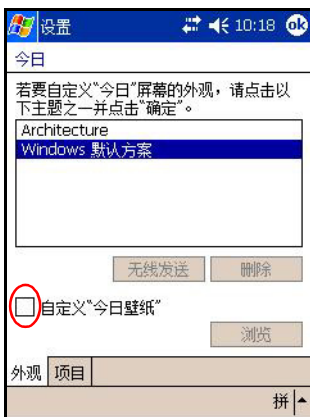 设置 10:18 ok
今日
若要自定义“今日”屏幕的外观，请点击以
下主题之一并点击“确定”。
Architecture
Windows 默认方案
无线发送 删除
自定义“今日壁纸”
浏览
外观 项目
拼